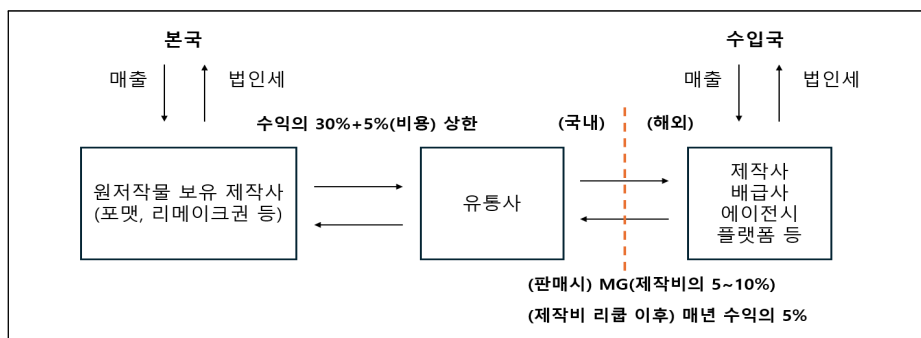 본국
수입국
매출
법인세
매출
법인세
수익의 30%+5%(비용) 상한
(국내)
(해외)
원저작물 보유 제작사
(포맷, 리메이크권 등)
유통사
제작사
배급사
에이전시
플랫폼 등
(판매시) MG(제작비의 5~10%)
(제작비 리쿱 이후) 매년 수익의 5%